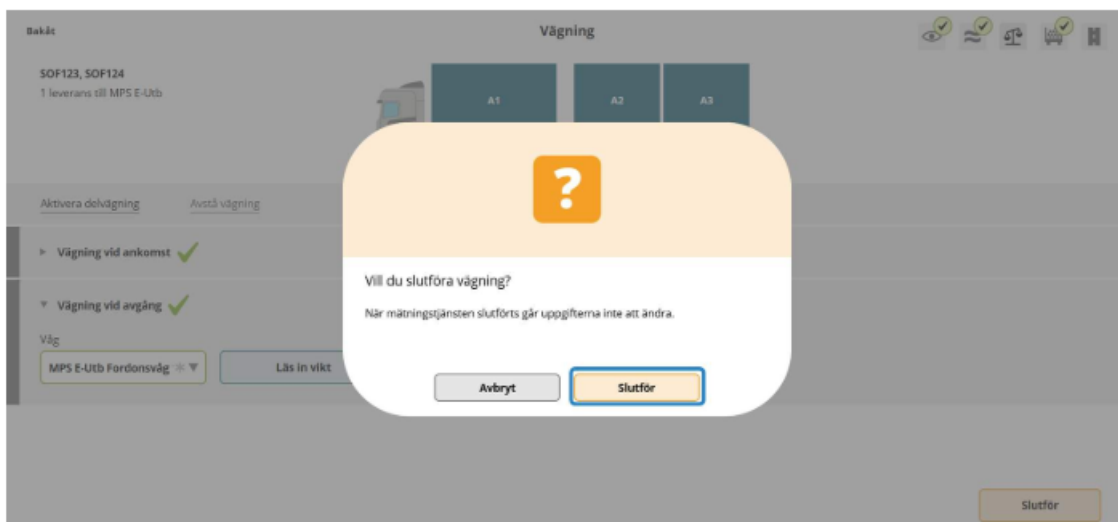 Bakåt
Vägning
SOF123, SOF124
1 leverans till MPS E-Utb
A1
A2
A3
Aktivera delvägning
Avstå vägning
Vägning vid ankomst
Vägning vid avgång
Våg
MPS E-Utb Fordonsvåg
Läs in vikt
?
Vill du slutföra vägning?
När mätningstjänsten slutförts går uppgifterna inte att ändra.
Avbryt
Slutför
Slutför